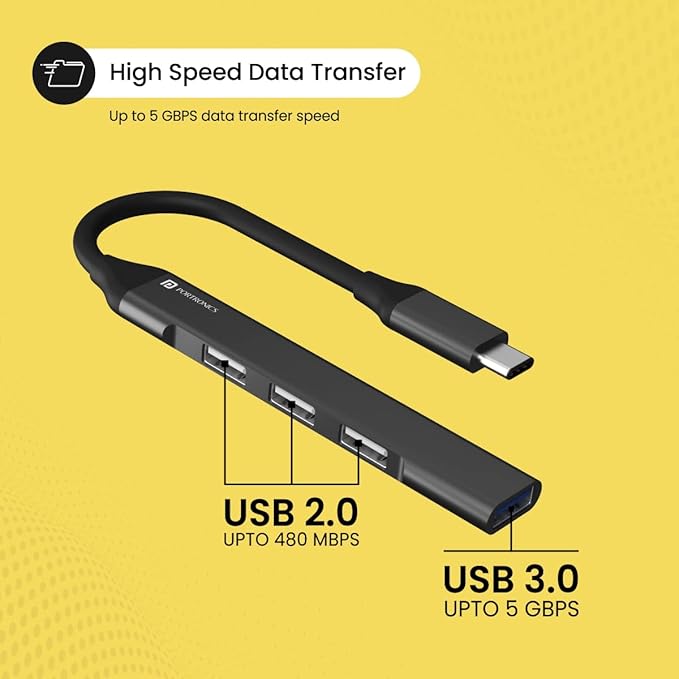 High Speed Data Transfer
Up to 5 GBPS data transfer speed
PORTRONICS
USB 2.0
UPTO 480 MBPS
USB 3.0
UPTO 5 GBPS